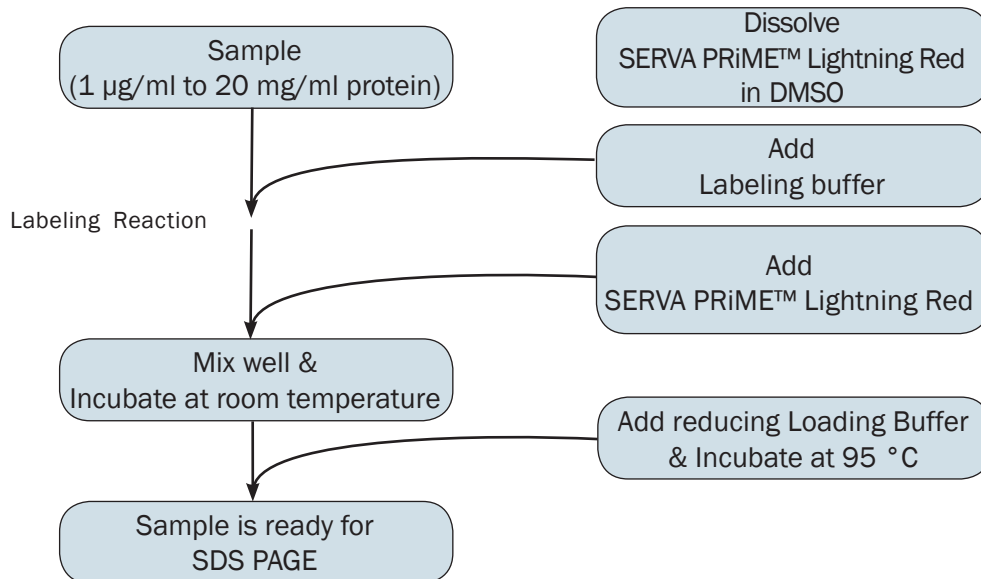 Sample
(1 µg/ml to 20 mg/ml protein)
Dissolve
SERVA PRiME™ Lightning Red
in DMSO
Add
Labeling buffer
Labeling Reaction
Add
SERVA PRiME™ Lightning Red
Mix well &
Incubate at room temperature
Add reducing Loading Buffer
& Incubate at 95 °C
Sample is ready for
SDS PAGE